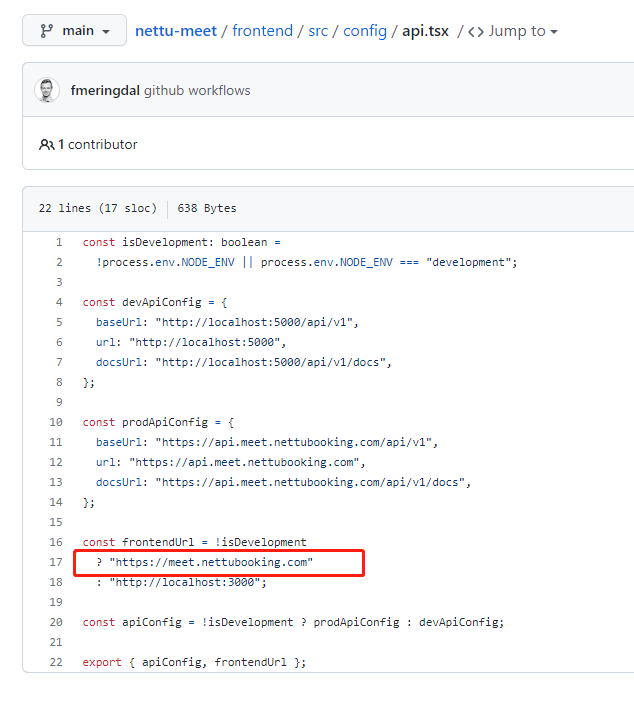 main
nettu-meet / frontend / src / config / api.tsx / <> Jump to
fmeringdal github workflows
1 contributor
22 lines (17 sloc) 638 Bytes
1 const isDevelopment: boolean =
2 !process.env.NODE_ENV || process.env.NODE_ENV === "development";
3
4 const devApiConfig = {
5 baseUrl: "http://localhost:5000/api/v1",
6 url: "http://localhost:5000",
7 docsUrl: "http://localhost:5000/api/v1/docs",
8 };
9
10 const prodApiConfig = {
11 baseUrl: "https://api.meet.nettubooking.com/api/v1",
12 url: "https://api.meet.nettubooking.com",
13 docsUrl: "https://api.meet.nettubooking.com/api/v1/docs",
14 };
15
16 const frontendUrl = !isDevelopment
17 ? "https://meet.nettubooking.com"
18 : "http://localhost:3000";
19
20 const apiConfig = !isDevelopment ? prodApiConfig : devApiConfig;
21
22 export { apiConfig, frontendUrl };